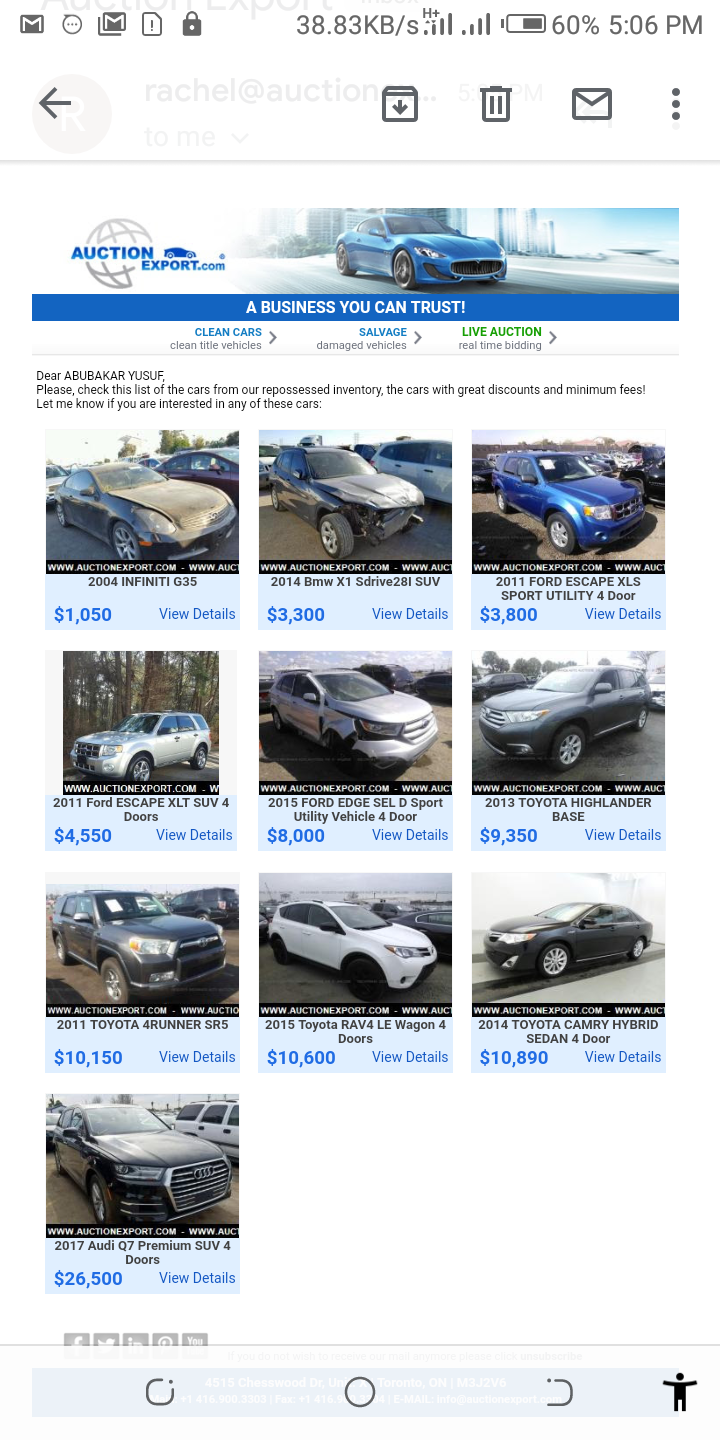 Auction Export Inbox
38.83KB/s H+ 60% 5:06 PM
rachel@auctionex...
R
to me
AUCTION
EXPORT.com
A BUSINESS YOU CAN TRUST!
CLEAN CARS SALVAGE LIVE AUCTION
clean title vehicles damaged vehicles real time bidding
Dear ABUBAKAR YUSUF,
Please, check this list of the cars from our repossessed inventory, the cars with great discounts and minimum fees!
Let me know if you are interested in any of these cars:
WWW.AUCTIONEXPORT.COM - WWW.AUCT
2004 INFINITI G35
$1,050 View Details
WWW.AUCTIONEXPORT.COM - WWW.AUCT
2014 Bmw X1 Sdrive28I SUV
$3,300 View Details
WWW.AUCTIONEXPORT.COM - WWW.AUCT
2011 FORD ESCAPE XLS
SPORT UTILITY 4 Door
$3,800 View Details
WWW.AUCTIONEXPORT.COM - W
2011 Ford ESCAPE XLT SUV 4
Doors
$4,550 View Details
WWW.AUCTIONEXPORT.COM - WWW.AUCT
2015 FORD EDGE SEL D Sport
Utility Vehicle 4 Door
$8,000 View Details
WWW.AUCTIONEXPORT.COM - WWW.AUCT
2013 TOYOTA HIGHLANDER
BASE
$9,350 View Details
WWW.AUCTIONEXPORT.COM - WWW.AUCTIO
2011 TOYOTA 4RUNNER SR5
$10,150 View Details
WWW.AUCTIONEXPORT.COM - WWW.AUCT
2015 Toyota RAV4 LE Wagon 4
Doors
$10,600 View Details
WWW.AUCTIONEXPORT.COM - WWW.AUCT
2014 TOYOTA CAMRY HYBRID
SEDAN 4 Door
$10,890 View Details
WWW.AUCTIONEXPORT.COM - WWW.AUCT
2017 Audi Q7 Premium SUV 4
Doors
$26,500 View Details
You
If you do not wish to receive our mail anymore please click unsubscribe
4515 Chesswood Dr, Toronto, ON | M3J2V6
+1 416.900.3303 | Fax: +1 416. | E-MAIL: info@auctionexport.com